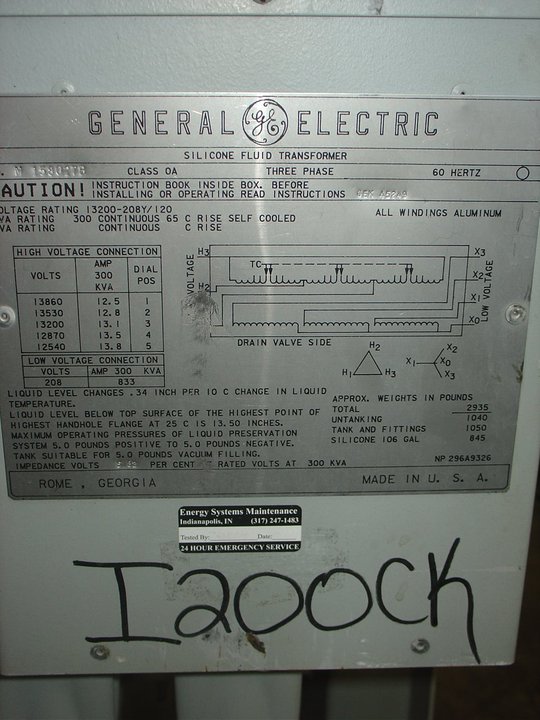 GENERAL GE ELECTRIC
SILICONE FLUID TRANSFORMER
CLASS OA THREE PHASE 60 HERTZ
AUTION! INSTRUCTION BOOK INSIDE BOX. BEFORE
INSTALLING OR OPERATING READ INSTRUCTIONS
OLTAGE RATING 13200-208Y/120
VA RATING 300 CONTINUOUS 65 C RISE SELF COOLED
VA RATING CONTINUOUS C RISE
ALL WINDINGS ALUMINUM
HIGH VOLTAGE CONNECTION
VOLTS AMP 300 KVA DIAL POS
13860 12.5 1
13530 12.8 2
13200 13.1 3
12870 13.5 4
12540 13.8 5
LOW VOLTAGE CONNECTION
VOLTS AMP 300 KVA
208 833
H3 X3
TC
X2
H2
X1
X0
VOLTAGE
LOW VOLTAGE
DRAIN VALVE SIDE
H2
H1 H3
X2
X1 X0
X3
LIQUID LEVEL CHANGES .34 INCH PER 10 C CHANGE IN LIQUID
TEMPERATURE.
LIQUID LEVEL BELOW TOP SURFACE OF THE HIGHEST POINT OF
HIGHEST HANDHOLE FLANGE AT 25 C IS 13.50 INCHES.
MAXIMUM OPERATING PRESSURES OF LIQUID PRESERVATION
SYSTEM 5.0 POUNDS POSITIVE TO 5.0 POUNDS NEGATIVE.
TANK SUITABLE FOR 5.0 POUNDS VACUUM FILLING.
IMPEDANCE VOLTS PER CENT AT RATED VOLTS AT 300 KVA
APPROX. WEIGHTS IN POUNDS
TOTAL 2935
UNTANKING 1040
TANK AND FITTINGS 1050
SILICONE 106 GAL 845
NP 296A9326
ROME, GEORGIA MADE IN U. S. A.
Energy Systems Maintenance
Indianapolis, IN (317) 247-1483
Tested By: Date:
24 HOUR EMERGENCY SERVICE
I200CK